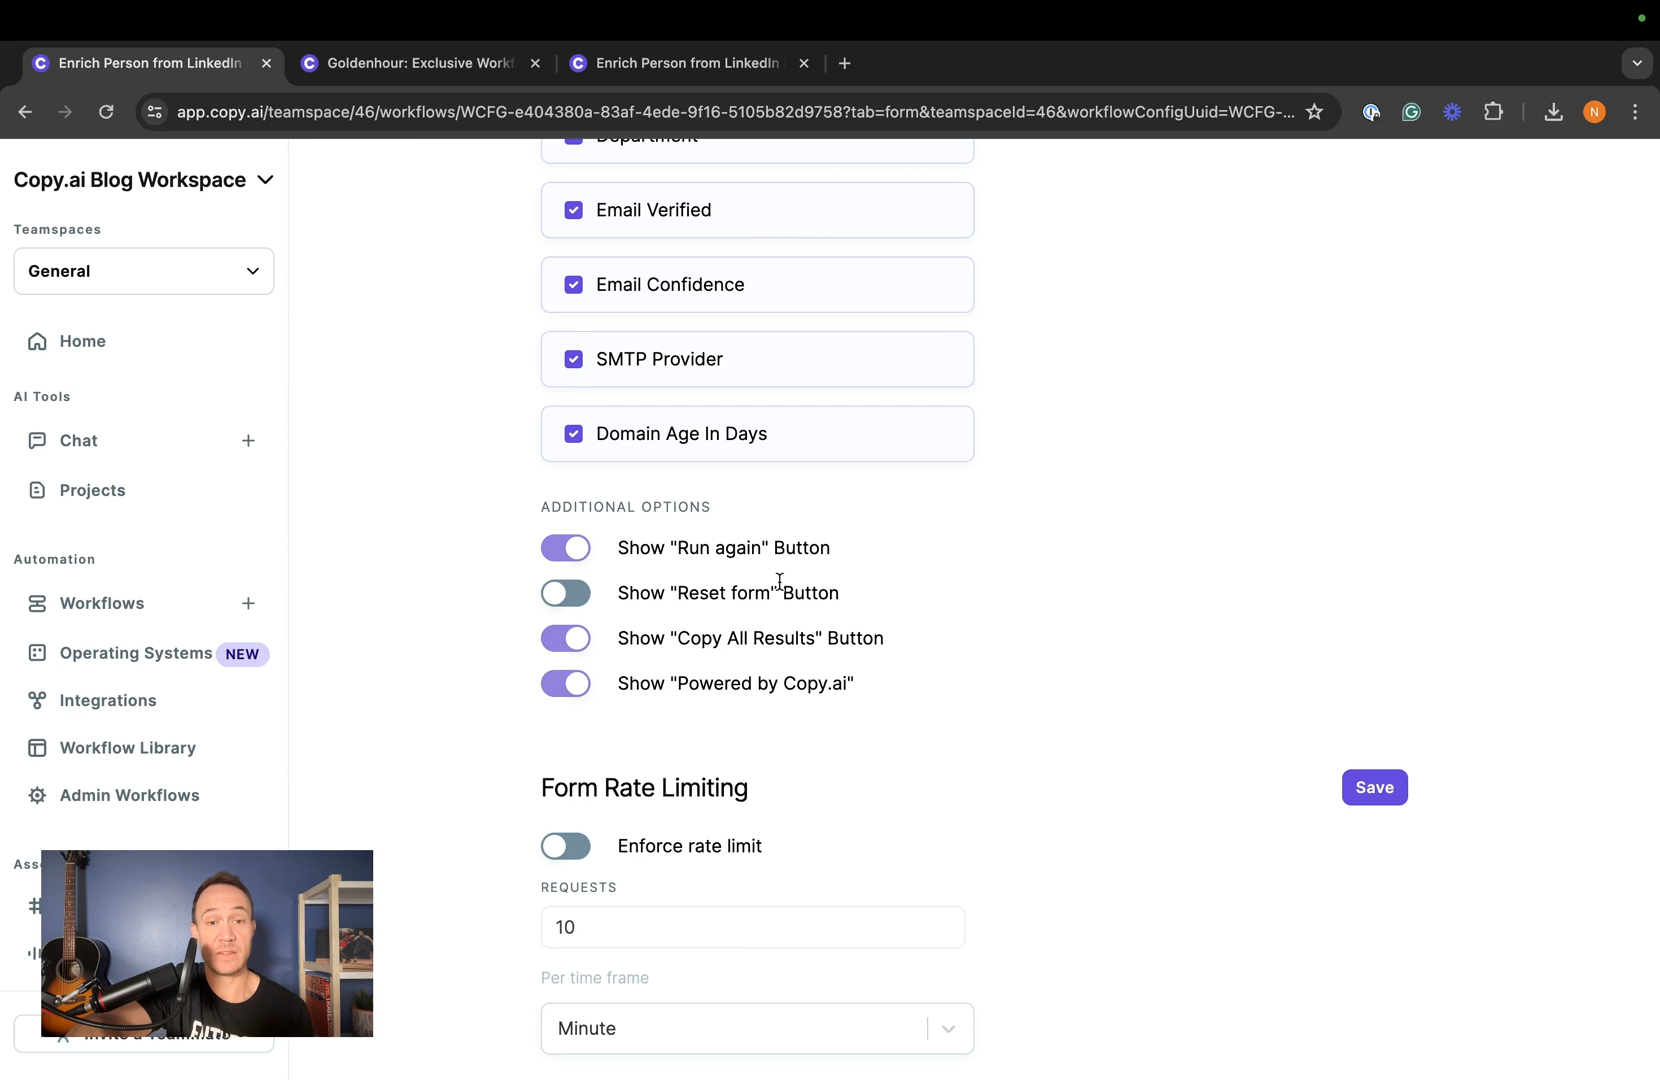 Enrich Person from LinkedIn
Goldenhour: Exclusive Workf
Enrich Person from LinkedIn
app.copy.ai/teamspace/46/workflows/WCFG-e404380a-83af-4ede-9f16-5105b82d9758?tab=form&teamspaceId=46&workflowConfigUuid=WCFG-...
N
Copy.ai Blog Workspace
Teamspaces
General
Home
AI Tools
Chat
Projects
Automation
Workflows
Operating Systems NEW
Integrations
Workflow Library
Admin Workflows
Department
Email Verified
Email Confidence
SMTP Provider
Domain Age In Days
ADDITIONAL OPTIONS
Show "Run again" Button
Show "Reset form" Button
Show "Copy All Results" Button
Show "Powered by Copy.ai"
Form Rate Limiting
Save
Enforce rate limit
REQUESTS
10
Per time frame
Minute